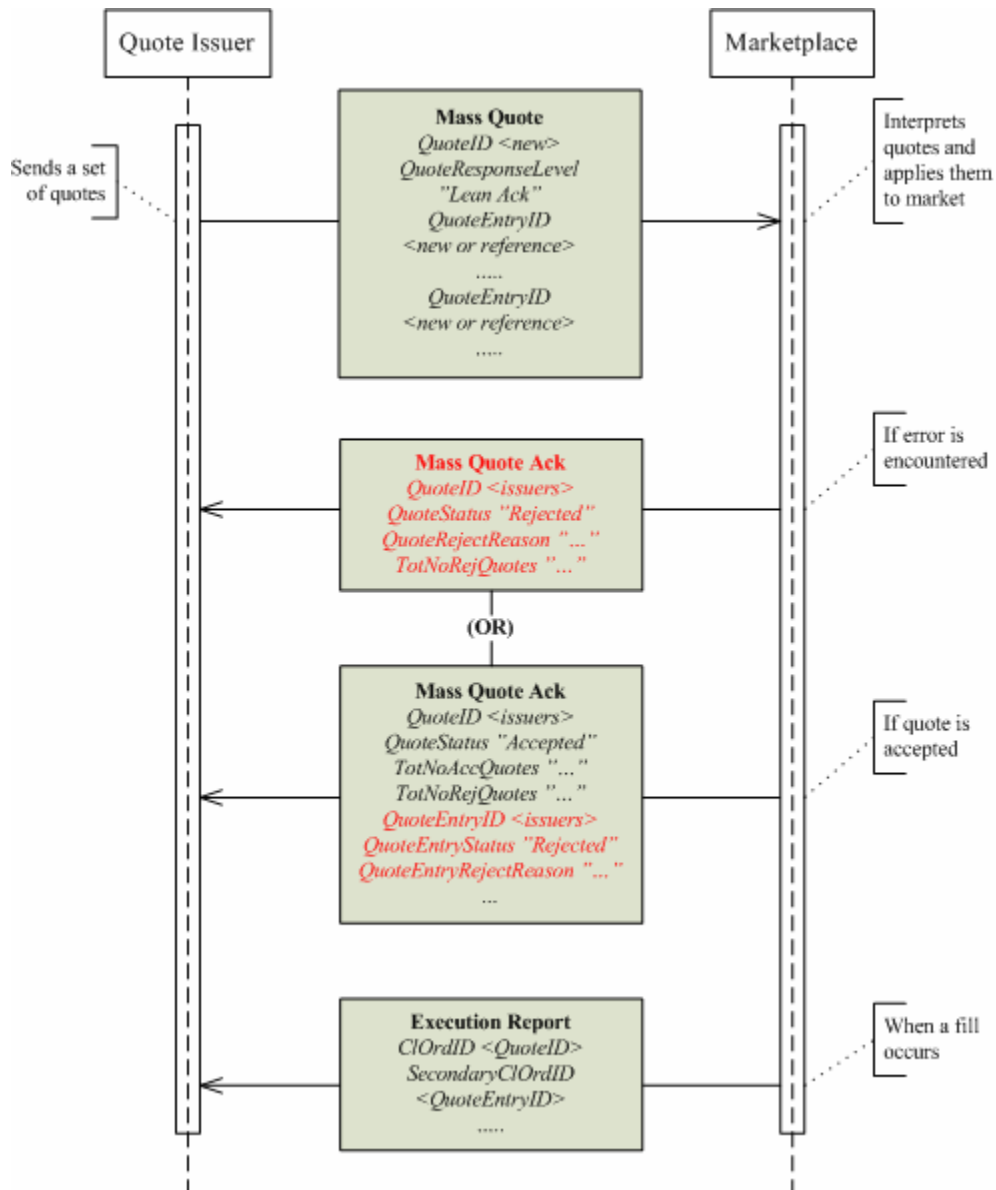 Quote Issuer
Marketplace
Mass Quote
QuoteID <new>
QuoteResponseLevel
"Lean Ack"
QuoteEntryID
<new or reference>
.....
QuoteEntryID
<new or reference>
.....
Sends a set
of quotes
Interprets
quotes and
applies them
to market
Mass Quote Ack
QuoteID <issuers>
QuoteStatus "Rejected"
QuoteRejectReason "..."
TotNoRejQuotes "..."
If error is
encountered
(OR)
Mass Quote Ack
QuoteID <issuers>
QuoteStatus "Accepted"
TotNoAccQuotes "..."
TotNoRejQuotes "..."
QuoteEntryID <issuers>
QuoteEntryStatus "Rejected"
QuoteEntryRejectReason "..."
...
If quote is
accepted
Execution Report
ClOrdID <QuoteID>
SecondaryClOrdID
<QuoteEntryID>
.....
When a fill
occurs